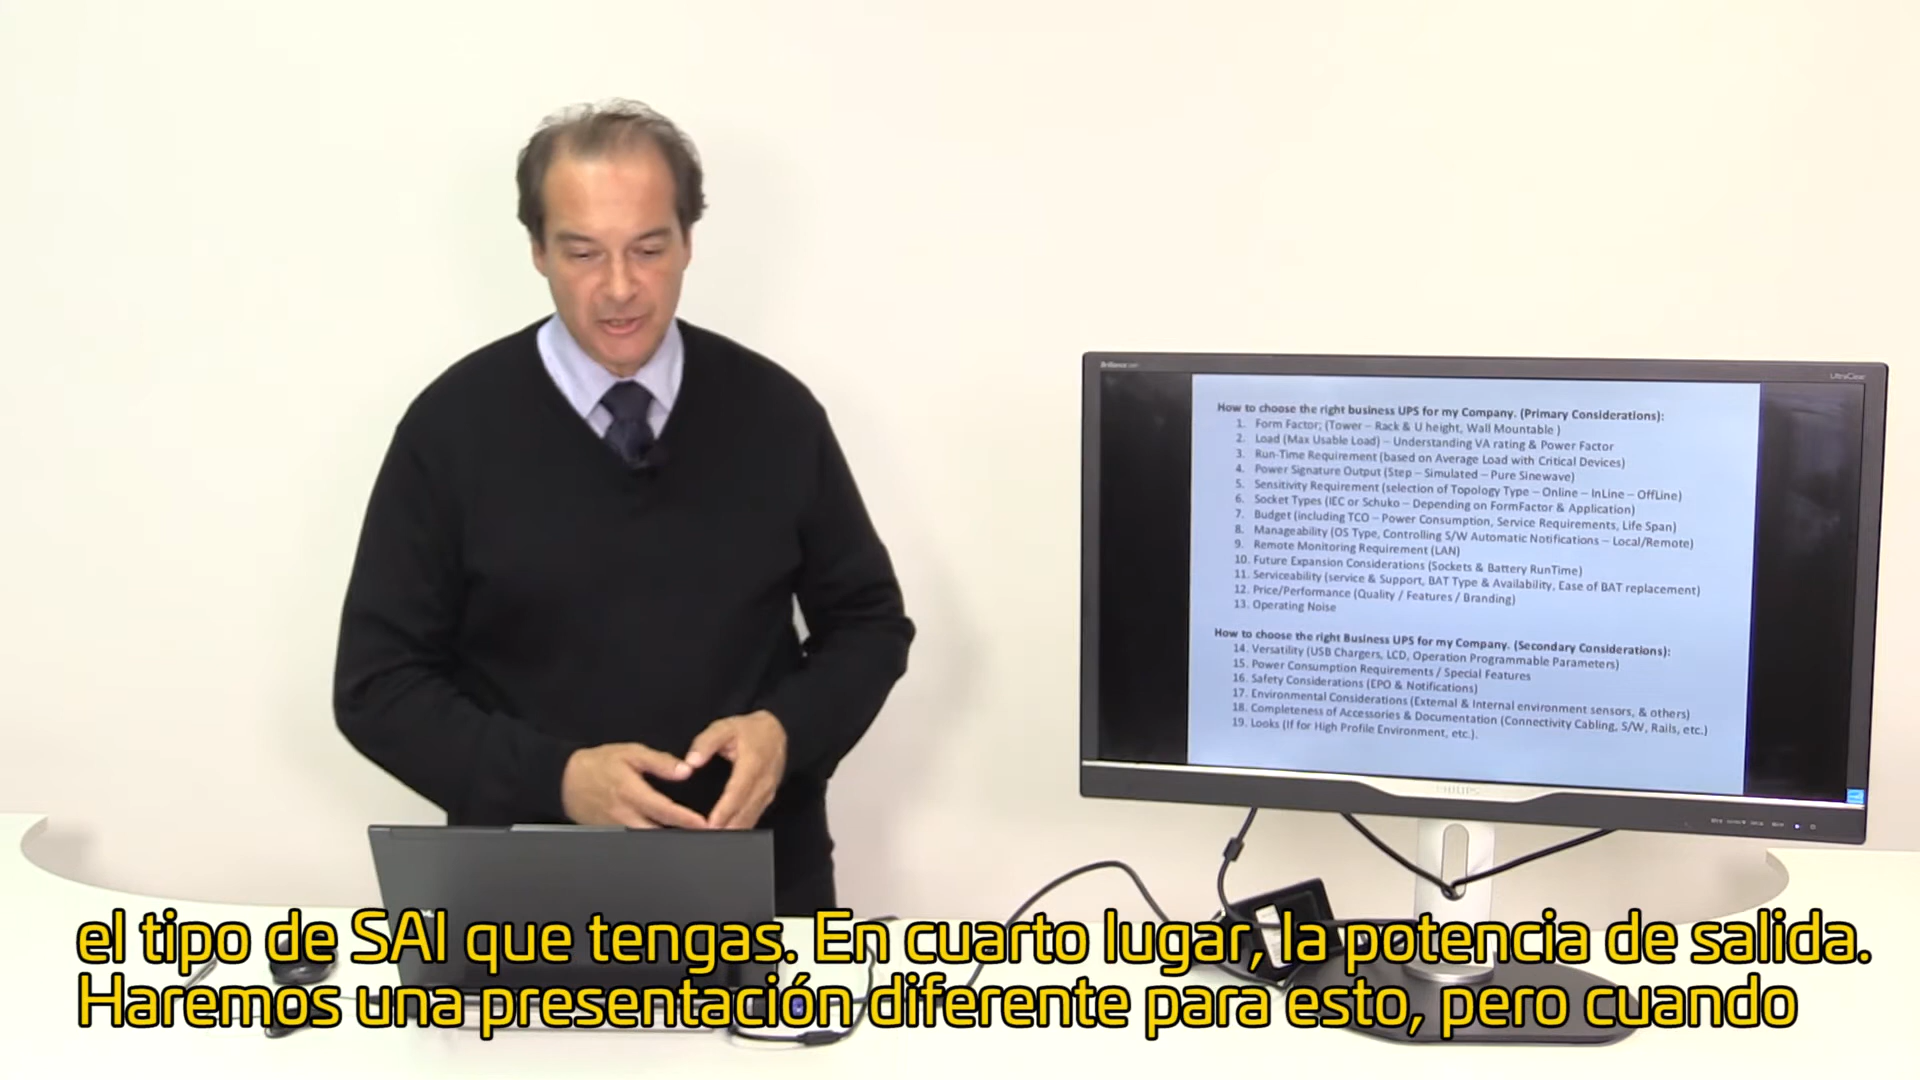 Brilliance
UltraClear
How to choose the right business UPS for my Company. (Primary Considerations):
1. Form Factor; (Tower – Rack & U height, Wall Mountable )
2. Load (Max Usable Load) – Understanding VA rating & Power Factor
3. Run-Time Requirement (based on Average Load with Critical Devices)
4. Power Signature Output (Step – Simulated – Pure Sinewave)
5. Sensitivity Requirement (selection of Topology Type – Online – InLine – OffLine)
6. Socket Types (IEC or Schuko – Depending on FormFactor & Application)
7. Budget (including TCO – Power Consumption, Service Requirements, Life Span)
8. Manageability (OS Type, Controlling S/W Automatic Notifications – Local/Remote)
9. Remote Monitoring Requirement (LAN)
10. Future Expansion Considerations (Sockets & Battery RunTime)
11. Serviceability (service & Support, BAT Type & Availability, Ease of BAT replacement)
12. Price/Performance (Quality / Features / Branding)
13. Operating Noise
How to choose the right Business UPS for my Company. (Secondary Considerations):
14. Versatility (USB Chargers, LCD, Operation Programmable Parameters)
15. Power Consumption Requirements / Special Features
16. Safety Considerations (EPO & Notifications)
17. Environmental Considerations (External & Internal environment sensors, & others)
18. Completeness of Accessories & Documentation (Connectivity Cabling, S/W, Rails, etc.)
19. Looks (If for High Profile Environment, etc.).
PHILIPS
el tipo de SAI que tengas. En cuarto lugar, la potencia de salida.
Haremos una presentación diferente para esto, pero cuando